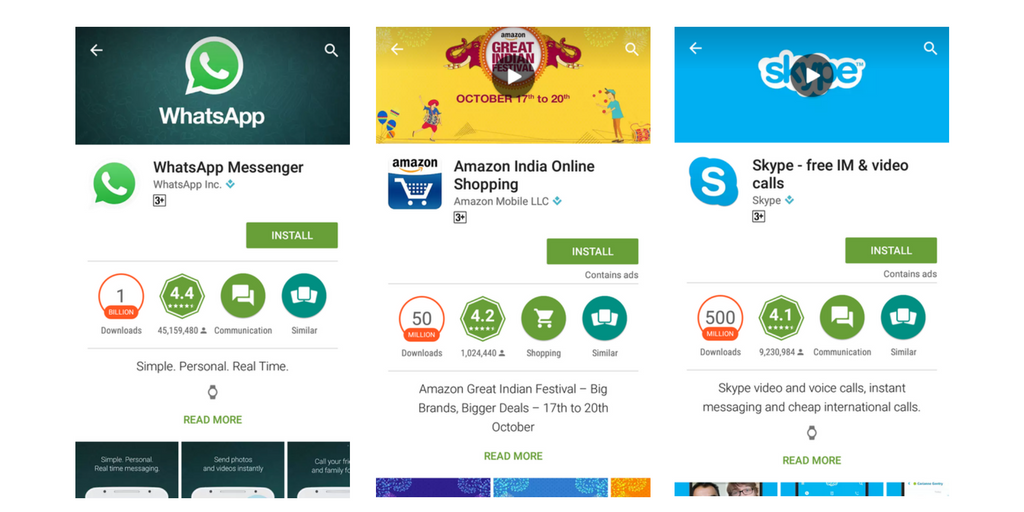 WhatsApp
WhatsApp Messenger
WhatsApp Inc.
3+
INSTALL
1
BILLION
Downloads
4.4
45,159,480
Communication
Similar
Simple. Personal. Real Time.
READ MORE
Simple. Personal.
Real time messaging.
Send photos
and videos instantly
Call your frie
and family fo
amazon
GREAT
INDIAN
FESTIVAL
OCTOBER 17th to 20th
amazon
Amazon India Online
Shopping
Amazon Mobile LLC
3+
INSTALL
Contains ads
50
MILLION
Downloads
4.2
1,024,440
Shopping
Similar
Amazon Great Indian Festival – Big
Brands, Bigger Deals – 17th to 20th
October
READ MORE
skype™
S
Skype - free IM & video
calls
Skype
3+
INSTALL
Contains ads
500
MILLION
Downloads
4.1
9,230,984
Communication
Similar
Skype video and voice calls, instant
messaging and cheap international calls.
READ MORE